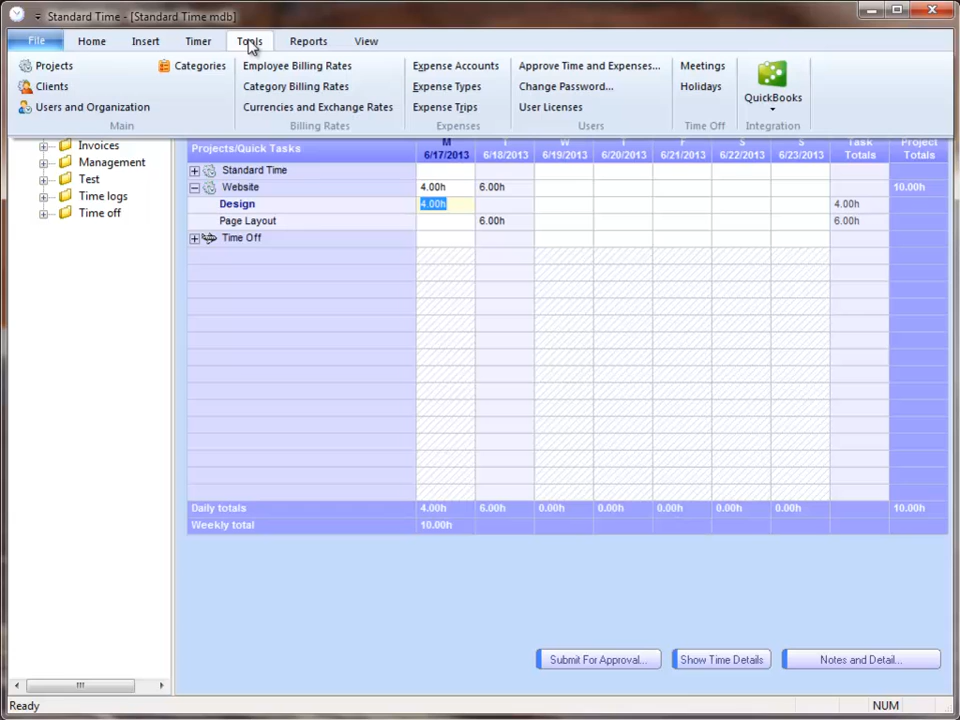 Standard Time - [Standard Time mdb]
File Home Insert Timer Tools Reports View
Projects Categories Employee Billing Rates Expense Accounts Approve Time and Expenses... Meetings
Clients Category Billing Rates Expense Types Change Password... Holidays QuickBooks
Users and Organization Currencies and Exchange Rates Expense Trips User Licenses
Main Billing Rates Expenses Users Time Off Integration
Invoices
Management
Test
Time logs
Time off
Projects/Quick Tasks M 6/17/2013 T 6/18/2013 W 6/19/2013 T 6/20/2013 F 6/21/2013 S 6/22/2013 S 6/23/2013 Task Totals Project Totals
Standard Time
Website 4.00h 6.00h 10.00h
Design 4.00h 4.00h
Page Layout 6.00h 6.00h
Time Off
Daily totals 4.00h 6.00h 0.00h 0.00h 0.00h 0.00h 0.00h 10.00h
Weekly total 10.00h
Submit For Approval... Show Time Details Notes and Detail...
Ready NUM